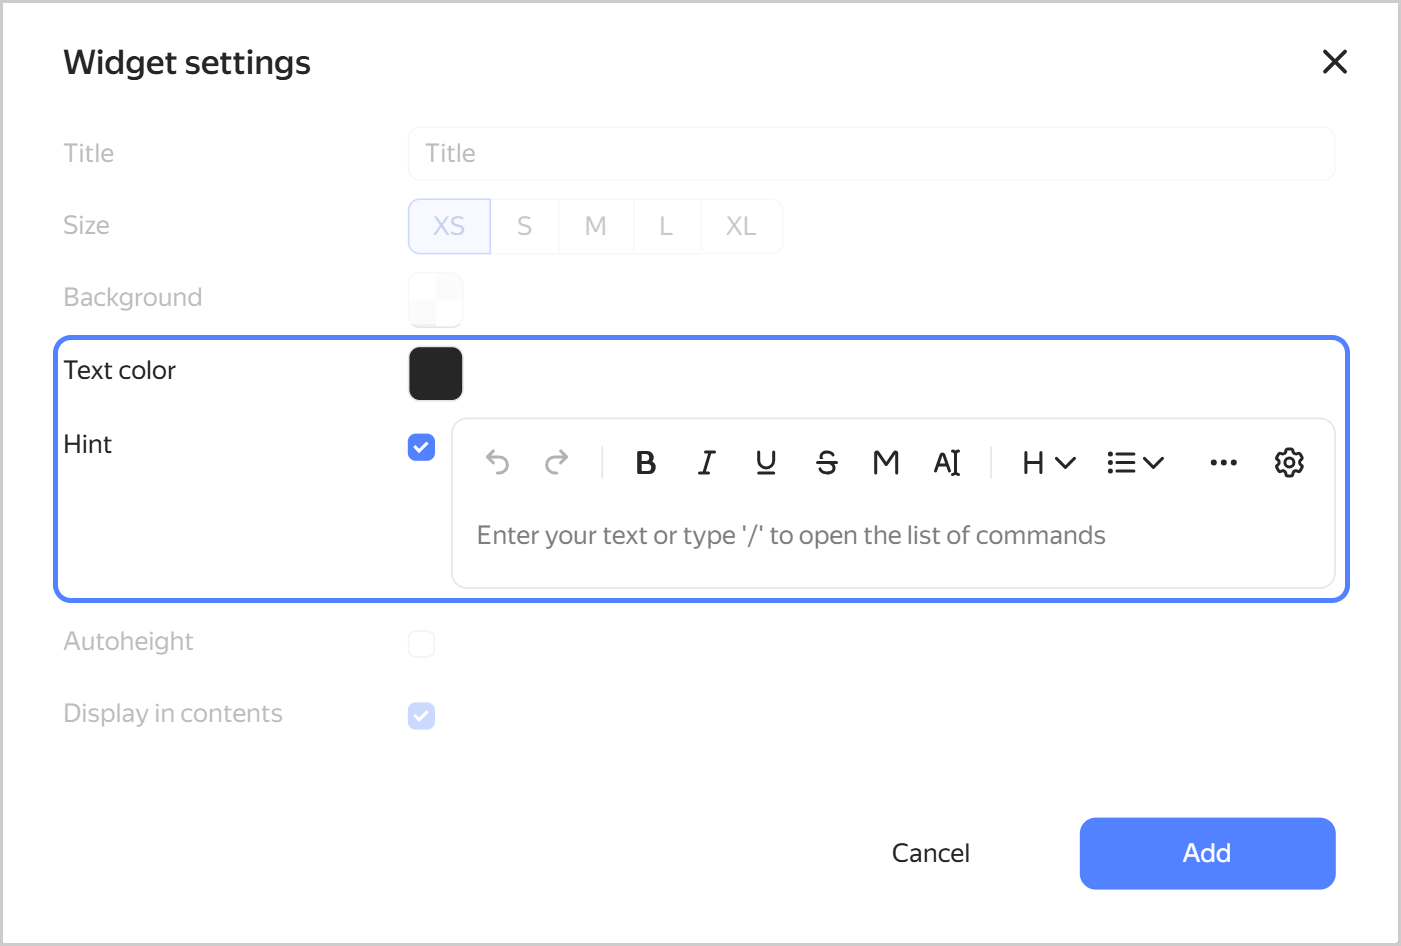 Widget settings
Title
Title
Size
XS S M L XL
Background
Text color
Hint
B I U S M AI H
Enter your text or type '/' to open the list of commands
Autoheight
Display in contents
Cancel
Add